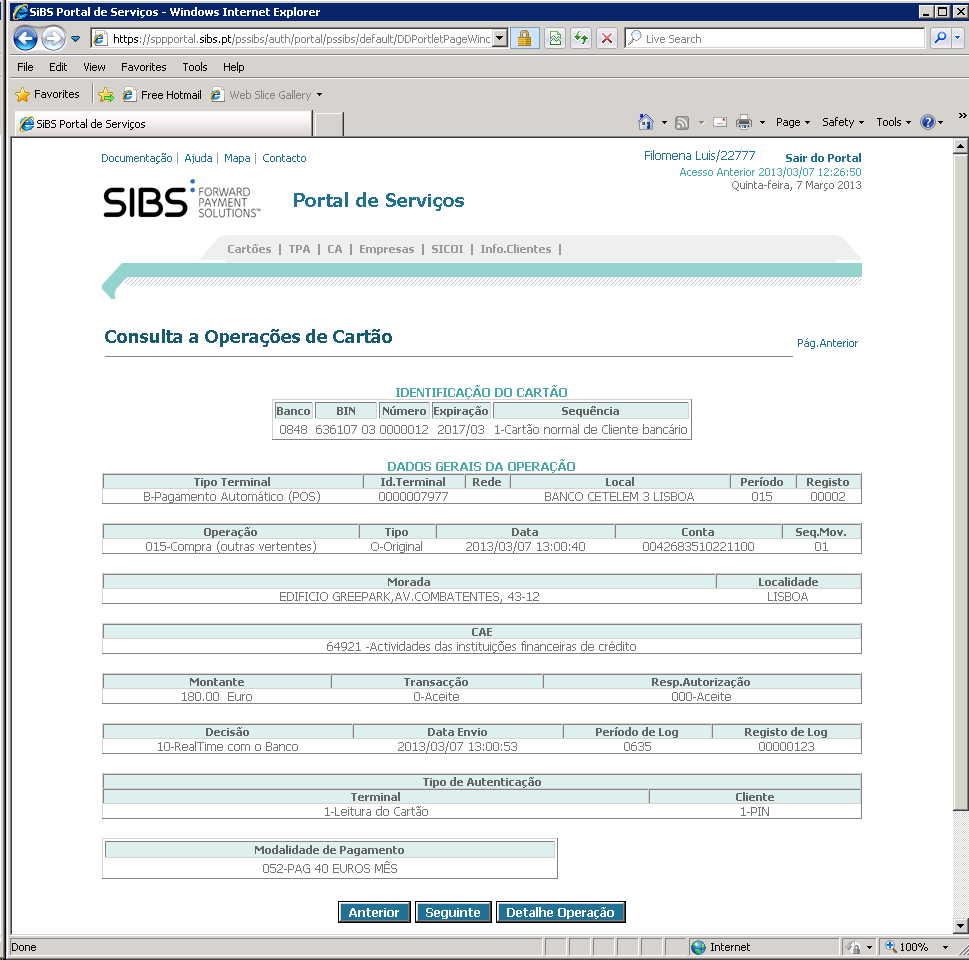 SiBS Portal de Serviços - Windows Internet Explorer
https://sppportal.sibs.pt/pssibs/auth/portal/pssibs/default/DDPortletPageWinc
Live Search
File Edit View Favorites Tools Help
Favorites Free Hotmail Web Slice Gallery
SiBS Portal de Serviços
Page Safety Tools »
Documentação | Ajuda | Mapa | Contacto
Filomena Luis/22777 Sair do Portal
Acesso Anterior 2013/03/07 12:26:50
Quinta-feira, 7 Março 2013
SIBS FORWARD PAYMENT SOLUTIONS™
Portal de Serviços
Cartões | TPA | CA | Empresas | SICOI | Info.Clientes |
Consulta a Operações de Cartão
Pág.Anterior
IDENTIFICAÇÃO DO CARTÃO
Banco BIN Número Expiração Sequência
0848 636107 03 0000012 2017/03 1-Cartão normal de Cliente bancário
DADOS GERAIS DA OPERAÇÃO
Tipo Terminal Id.Terminal Rede Local Período Registo
B-Pagamento Automático (POS) 0000007977 BANCO CETELEM 3 LISBOA 015 00002
Operação Tipo Data Conta Seq.Mov.
015-Compra (outras vertentes) O-Original 2013/03/07 13:00:40 0042683510221100 01
Morada Localidade
EDIFICIO GREEPARK,AV.COMBATENTES, 43-12 LISBOA
CAE
64921 -Actividades das instituições financeiras de crédito
Montante Transacção Resp.Autorização
180.00 Euro 0-Aceite 000-Aceite
Decisão Data Envio Período de Log Registo de Log
10-RealTime com o Banco 2013/03/07 13:00:53 0635 00000123
Tipo de Autenticação
Terminal Cliente
1-Leitura do Cartão 1-PIN
Modalidade de Pagamento
052-PAG 40 EUROS MÊS
Anterior Seguinte Detalhe Operação
Done Internet 100%